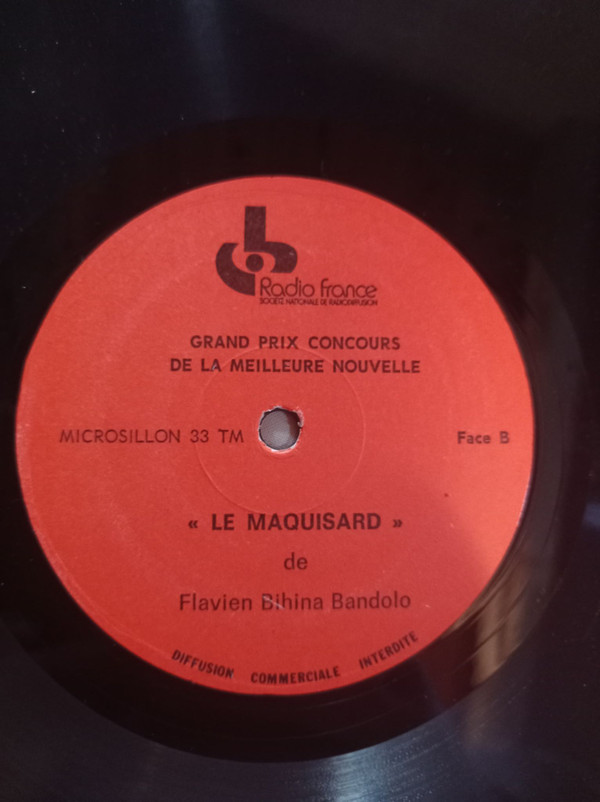 Radio France
SOCIÉTÉ NATIONALE DE RADIODIFFUSION
GRAND PRIX CONCOURS
DE LA MEILLEURE NOUVELLE
MICROSILLON 33 TM
Face B
« LE MAQUISARD »
de
Flavien Bihina Bandolo
DIFFUSION COMMERCIALE INTERDITE